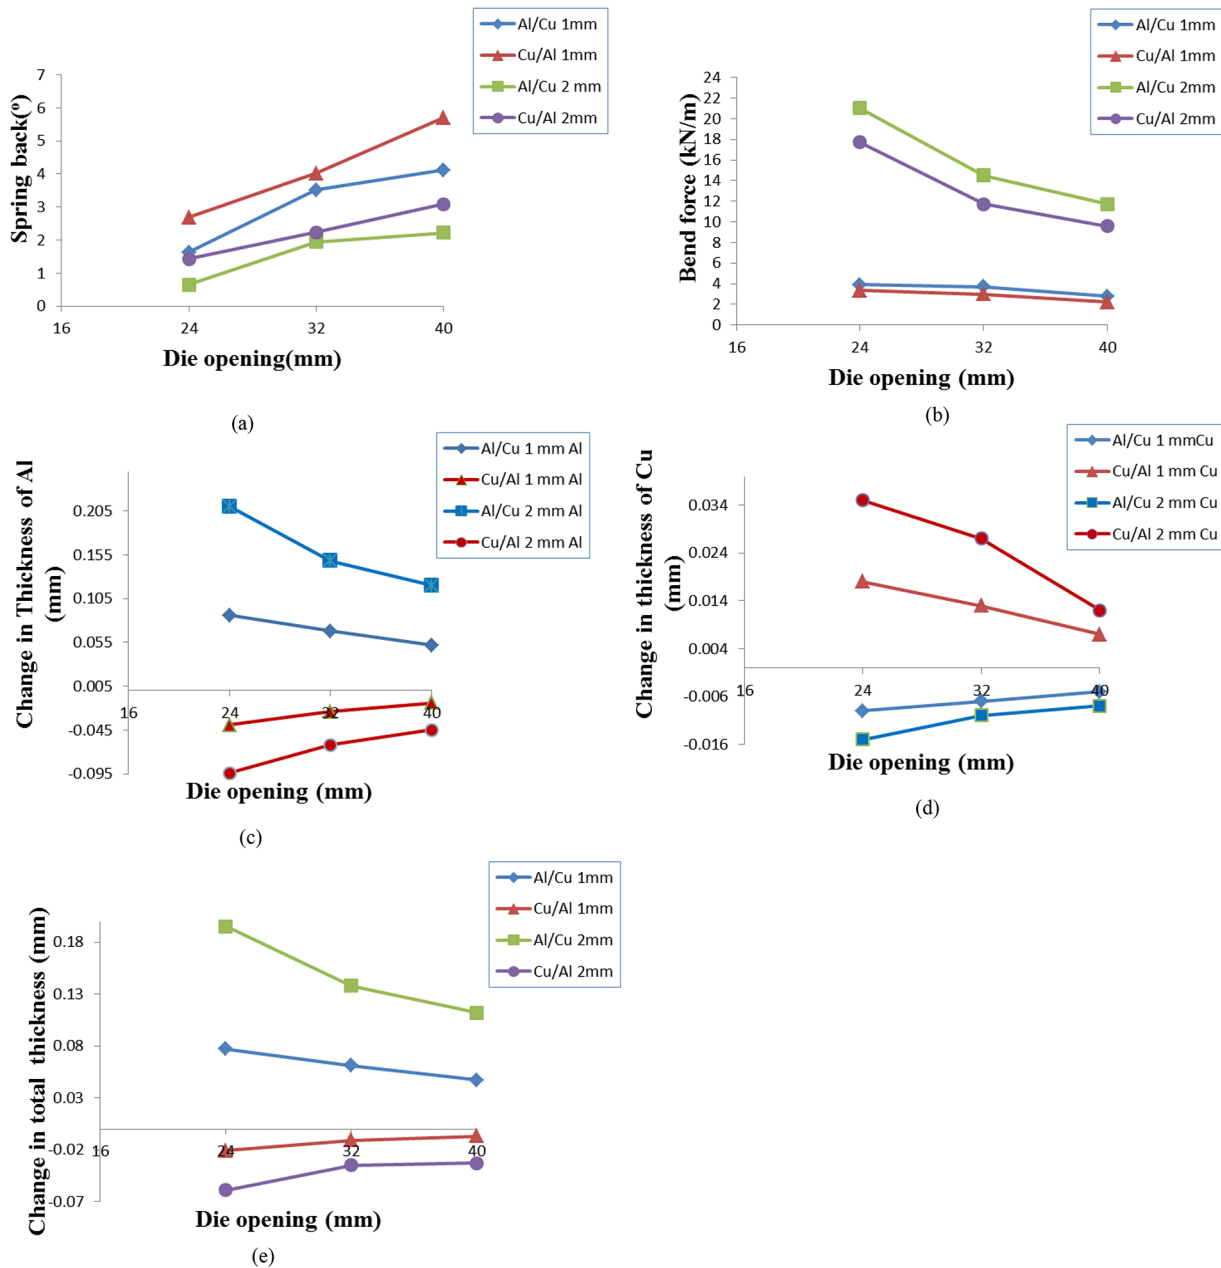 Al/Cu 1mm
Cu/Al 1mm
Al/Cu 2 mm
Cu/Al 2mm
7
6
5
4
3
2
1
0
Spring back(º)
16
24
32
40
Die opening(mm)
(a)
Al/Cu 1mm
Cu/Al 1mm
Al/Cu 2mm
Cu/Al 2mm
24
22
20
18
16
14
12
10
8
6
4
2
0
Bend force (kN/m)
16
24
32
40
Die opening (mm)
(b)
Al/Cu 1 mm Al
Cu/Al 1 mm Al
Al/Cu 2 mm Al
Cu/Al 2 mm Al
Change in Thickness of Al
(mm)
0.205
0.155
0.105
0.055
0.005
-0.045
-0.095
16
24
32
40
Die opening (mm)
(c)
Al/Cu 1 mmCu
Cu/Al 1 mm Cu
Al/Cu 2 mm Cu
Cu/Al 2 mm Cu
Change in thickness of Cu
(mm)
0.034
0.024
0.014
0.004
-0.006
-0.016
16
24
32
40
Die opening (mm)
(d)
Al/Cu 1mm
Cu/Al 1mm
Al/Cu 2mm
Cu/Al 2mm
Change in total thickness (mm)
0.18
0.13
0.08
0.03
-0.02
-0.07
16
24
32
40
Die opening (mm)
(e)